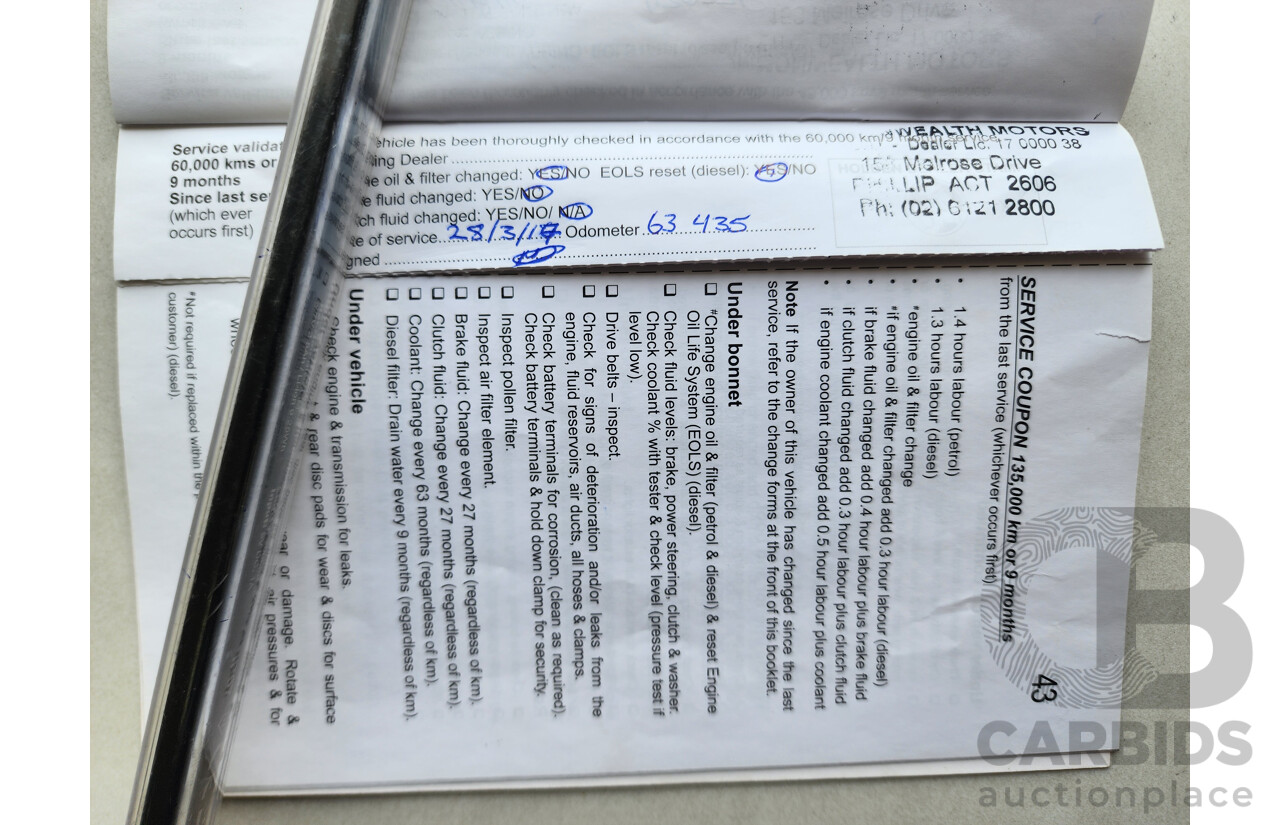 Service validat
60,000 kms or
9 months
Since last se
(which ever
occurs first)
ehicle has been thoroughly checked in accordance with the 60,000 km/9 month service.
ing Dealer
e oil & filter changed: YES/NO EOLS reset (diesel): YES/NO
e fluid changed: YES/NO
ch fluid changed: YES/NO/ N/A
e of service 28/3/17 Odometer 63 435
gned
WEALTH MOTORS
Dealer Lic: 17 0000 38
Melrose Drive
PHILLIP ACT 2606
Ph: (02) 6121 2800
43
SERVICE COUPON 135,000 km or 9 months
from the last service (whichever occurs first)
• 1.4 hours labour (petrol)
• 1.3 hours labour (diesel)
• *engine oil & filter change
• *if engine oil & filter changed add 0.3 hour labour (diesel)
• if brake fluid changed add 0.4 hour labour plus brake fluid
• if clutch fluid changed add 0.3 hour labour plus clutch fluid
• if engine coolant changed add 0.5 hour labour plus coolant
Note If the owner of this vehicle has changed since the last
service, refer to the change forms at the front of this booklet.
Under bonnet
❑ *Change engine oil & filter (petrol & diesel) & reset Engine
Oil Life System (EOLS) (diesel).
❑ Check fluid levels: brake, power steering, clutch & washer.
Check coolant % with tester & check level (pressure test if
level low).
❑ Drive belts – inspect.
❑ Check for signs of deterioration and/or leaks from the
engine, fluid reservoirs, air ducts, all hoses & clamps.
❑ Check battery terminals for corrosion, (clean as required).
Check battery terminals & hold down clamp for security.
❑ Inspect pollen filter.
❑ Inspect air filter element.
❑ Brake fluid: Change every 27 months (regardless of km).
❑ Clutch fluid: Change every 27 months (regardless of km).
❑ Coolant: Change every 63 months (regardless of km).
❑ Diesel filter: Drain water every 9 months (regardless of km).
Under vehicle
Check engine & transmission for leaks.
& rear disc pads for wear & discs for surface
or damage. Rotate &
air pressures & for
*Not required if replaced within the
customer) (diesel).
CARBIDS
auctionplace